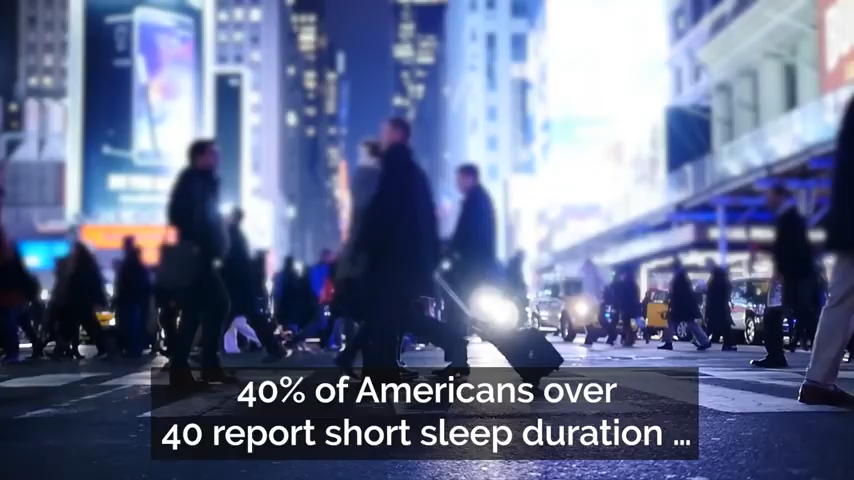 40% of Americans over
40 report short sleep duration ...